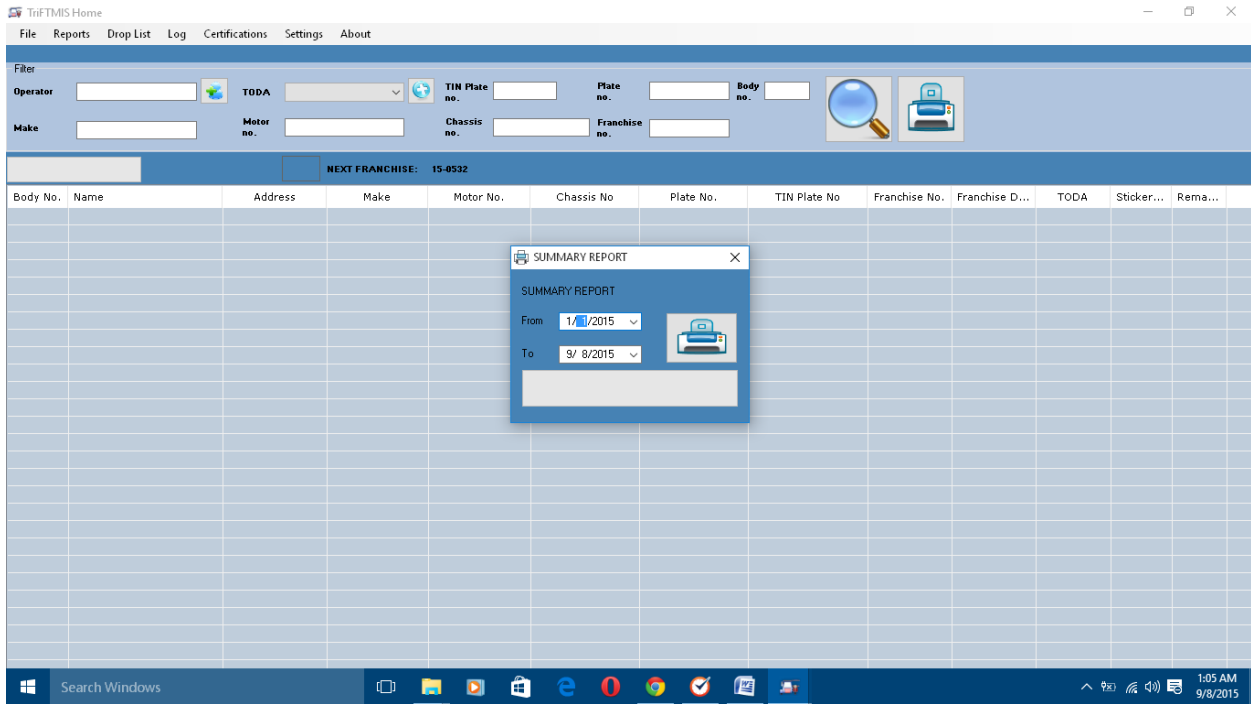 TriFTMIS Home
File Reports Drop List Log Certifications Settings About
Filter
Operator TODA TIN Plate no. Plate no. Body no.
Make Motor no. Chassis no. Franchise no.
NEXT FRANCHISE: 15-0532
Body No. Name Address Make Motor No. Chassis No Plate No. TIN Plate No Franchise No. Franchise D... TODA Sticker... Rema...
SUMMARY REPORT
SUMMARY REPORT
From 1/ 1/2015
To 9/ 8/2015
Search Windows
1:05 AM
9/8/2015